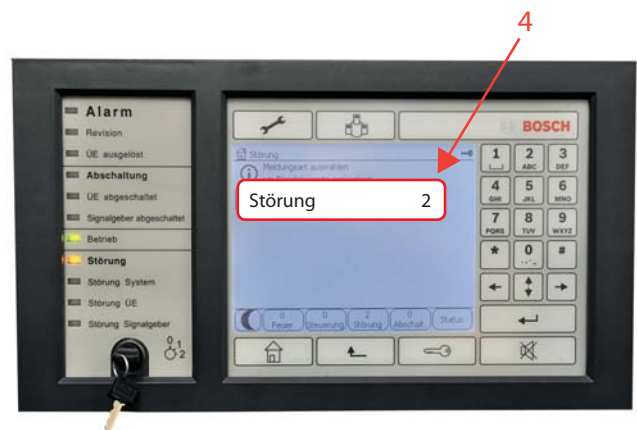 4
Alarm
Revision
ÜE ausgelöst
Abschaltung
ÜE abgeschaltet
Signalgeber abgeschaltet
Betrieb
Störung
Störung System
Störung ÜE
Störung Signalgeber
0 1
2
BOSCH
Störung
Meldungsart auswählen
Störung 2
0 0 2 0
Feuer Steuerung Störung Abschalt. Status
1 2 3
ABC DEF
4 5 6
GHI JKL MNO
7 8 9
PQRS TUV WXYZ
* 0 #